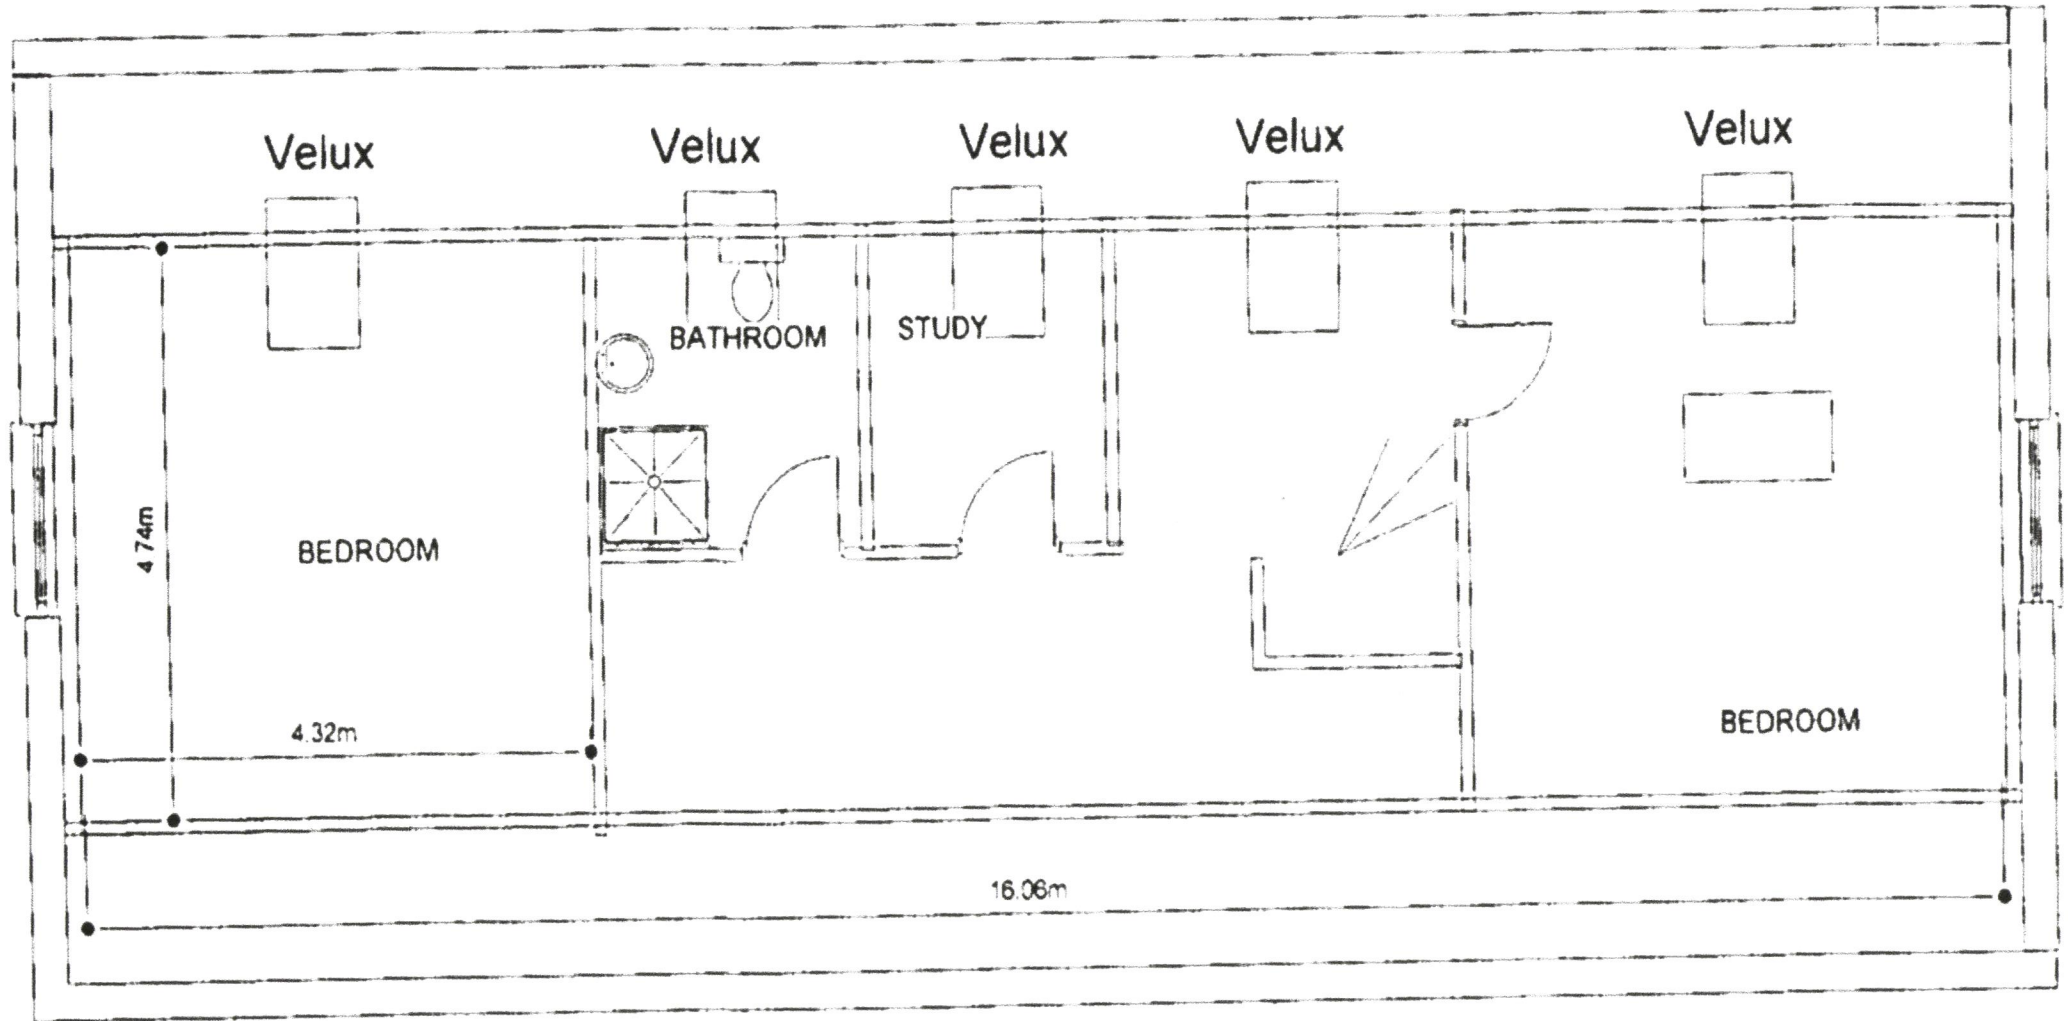 Velux
Velux
Velux
Velux
Velux
BATHROOM
STUDY
4.74m
BEDROOM
4.32m
BEDROOM
16.06m